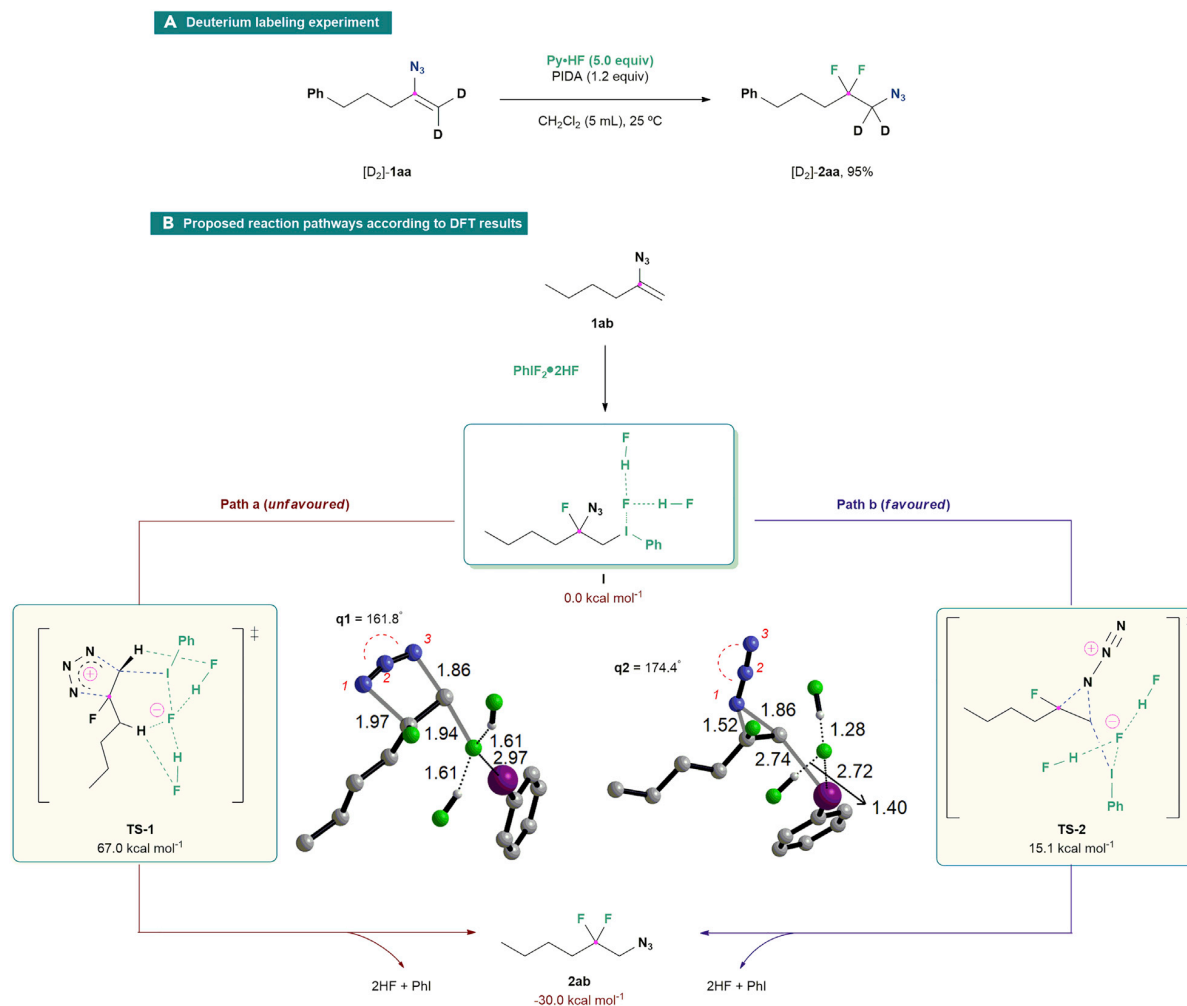 A Deuterium labeling experiment
N3
Ph
D
D
[D2]-1aa
Py•HF (5.0 equiv)
PIDA (1.2 equiv)
CH2Cl2 (5 mL), 25 ºC
F F
N3
Ph
D D
[D2]-2aa, 95%
B Proposed reaction pathways according to DFT results
N3
1ab
PhIF2•2HF
F
H
F N3
F H F
I
Ph
I
0.0 kcal mol-1
Path a (unfavoured)
Path b (favoured)
‡
H
Ph
N
N
N
I
F
H
F
H
F
H
F
TS-1
67.0 kcal mol-1
q1 = 161.8°
3
2
1
1.86
1.97
1.94
1.61
2.97
1.61
q2 = 174.4°
3
2
1
1.86
1.52
1.28
2.74
2.72
1.40
N
N
N
F
F
H
F
F H
I
Ph
TS-2
15.1 kcal mol-1
F F
N3
2ab
-30.0 kcal mol-1
2HF + PhI
2HF + PhI